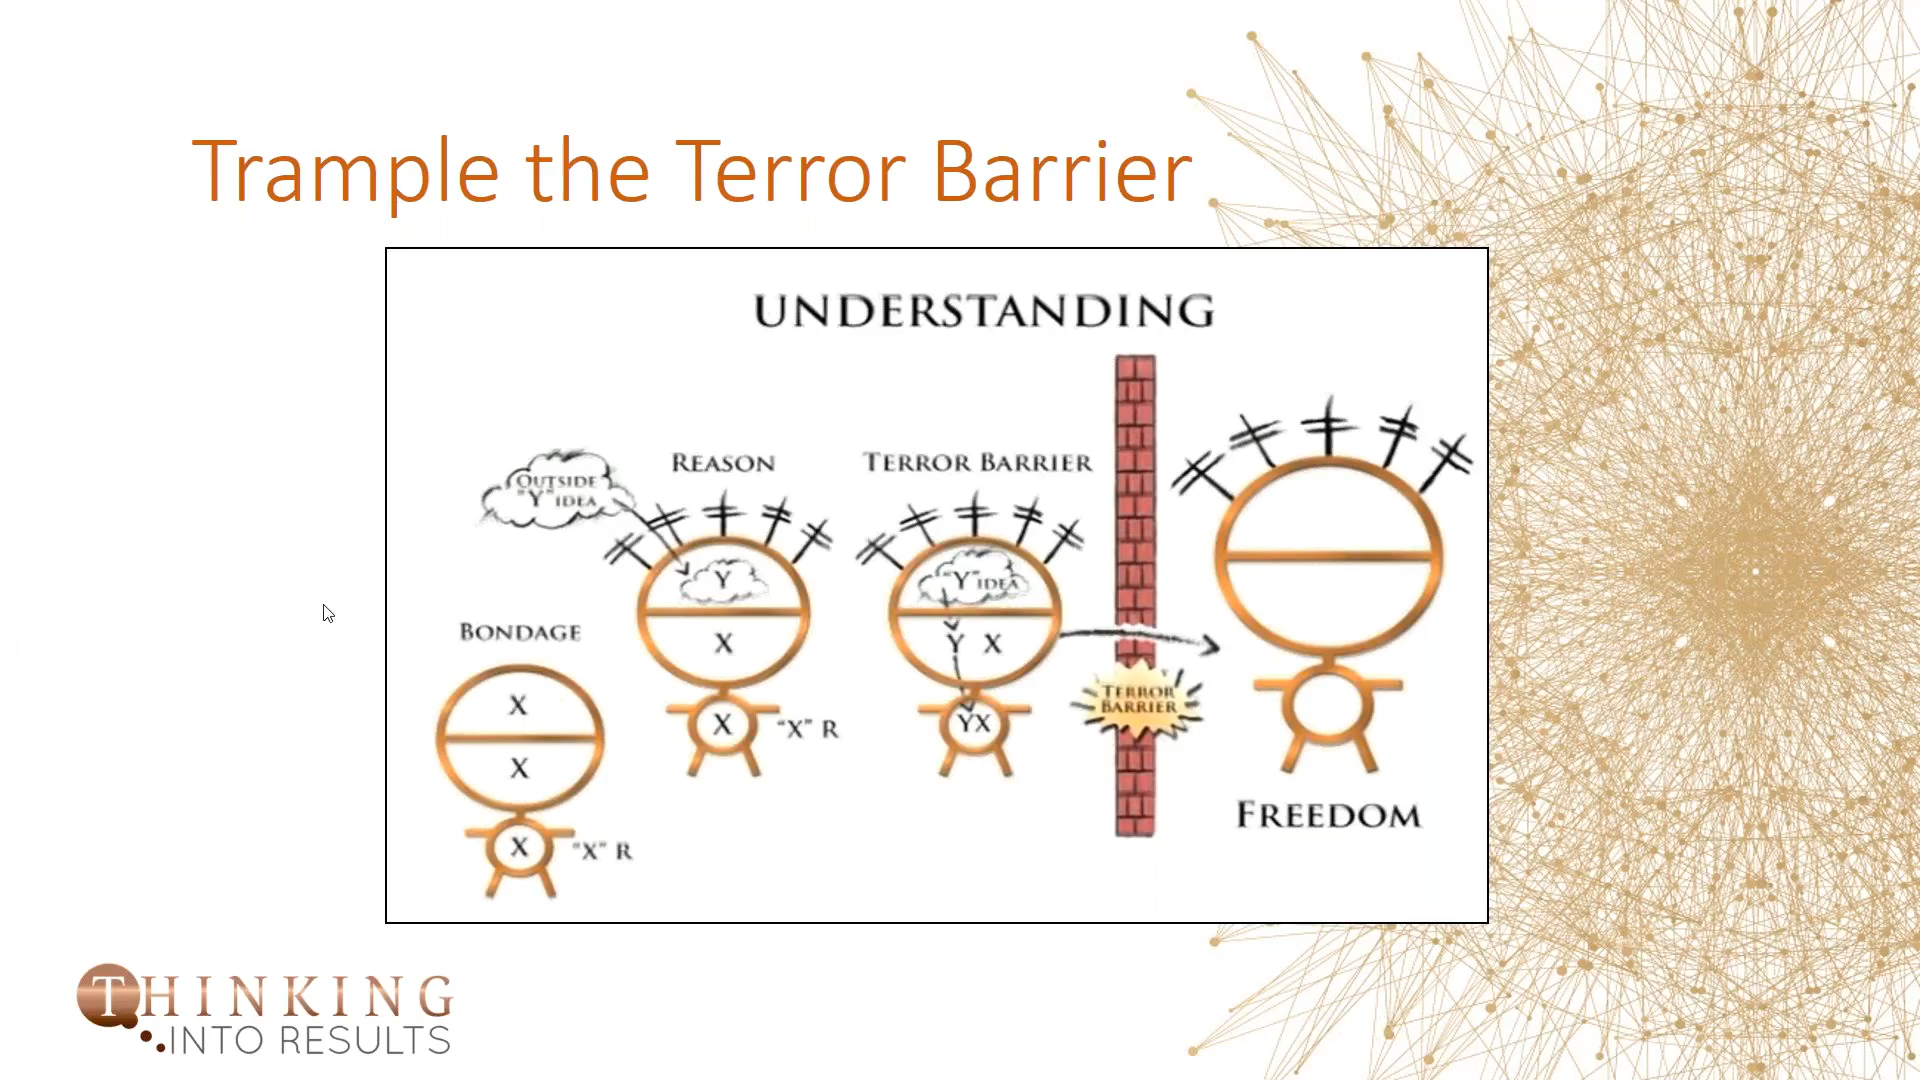 Trample the Terror Barrier
UNDERSTANDING
OUTSIDE
"Y" IDEA
REASON
Y
X
X
"X" R
TERROR BARRIER
"Y" IDEA
Y X
YX
BONDAGE
X
X
X
"X" R
TERROR
BARRIER
FREEDOM
THINKING
INTO RESULTS